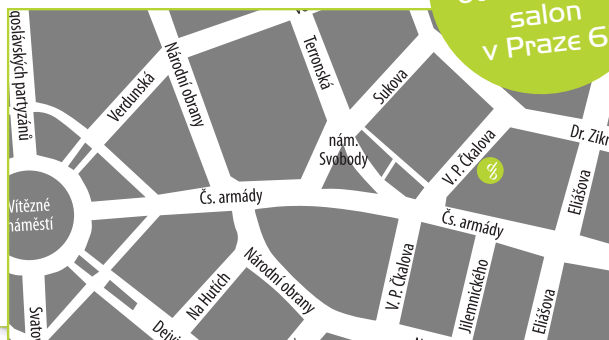 salon
v Praze 6
goslávských partyzánů
Verdunská
Národní obrany
Terronská
Sukova
nám.
Svobody
V. P. Čkalova
Dr. Zikm
Eliášova
Vítězné
náměstí
Čs. armády
Čs. armády
V. P. Čkalova
Jilemnického
Eliášova
Národní obrany
Na Hutích
Svatov
Dejvi